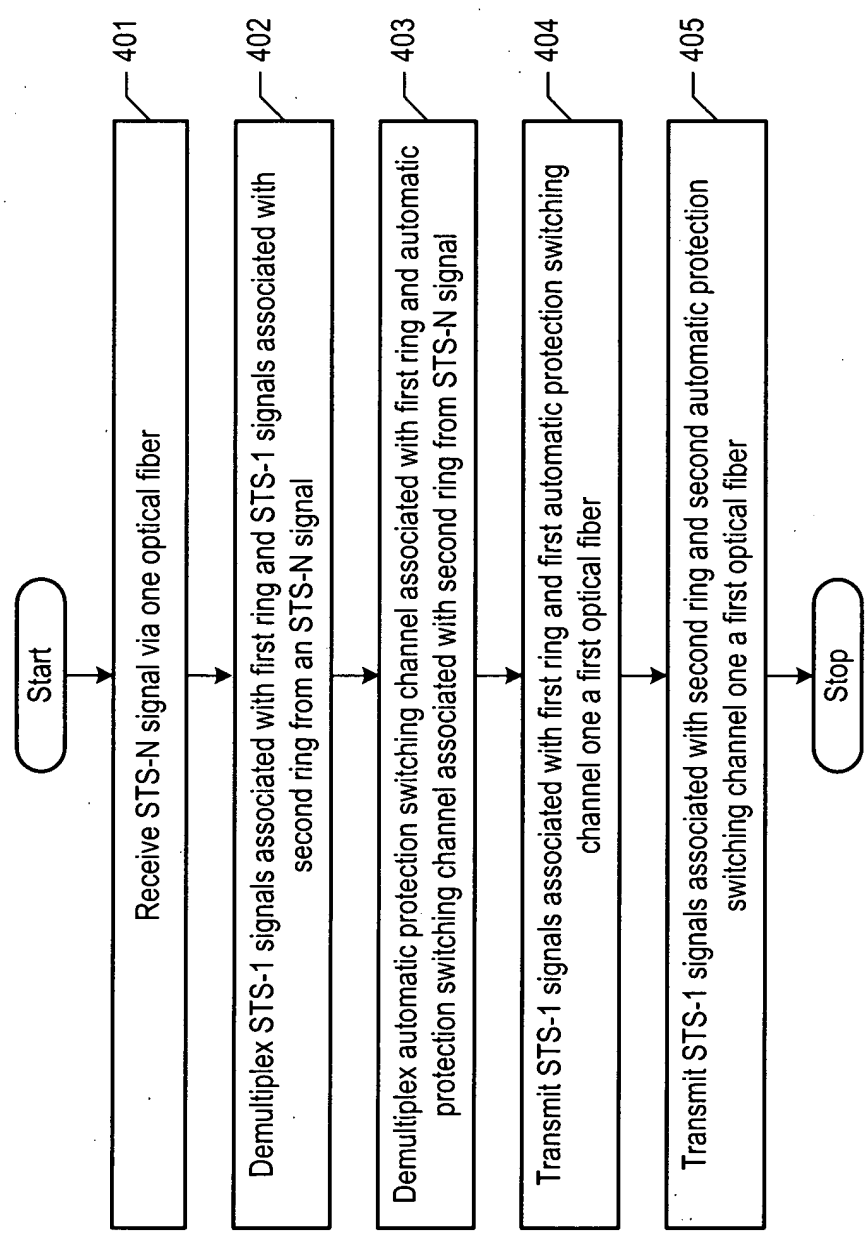 Start
Receive STS-N signal via one optical fiber
401
Demultiplex STS-1 signals associated with first ring and STS-1 signals associated with
second ring from an STS-N signal
402
Demultiplex automatic protection switching channel associated with first ring and automatic
protection switching channel associated with second ring from STS-N signal
403
Transmit STS-1 signals associated with first ring and first automatic protection switching
channel one a first optical fiber
404
Transmit STS-1 signals associated with second ring and second automatic protection
switching channel one a first optical fiber
405
Stop